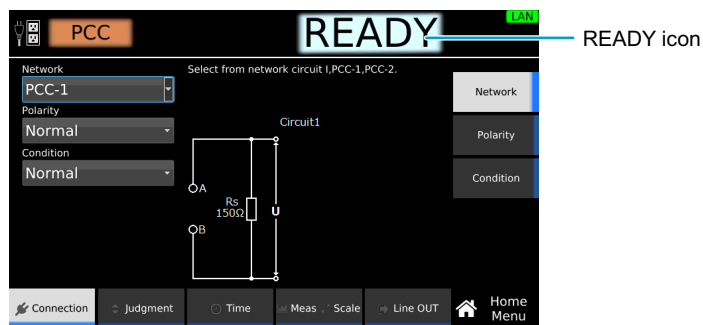 PCC
READY
LAN
READY icon
Network
Select from network circuit I,PCC-1,PCC-2.
PCC-1
Network
Polarity
Normal
Polarity
Circuit1
Condition
Normal
Condition
A
Rs
150Ω
U
B
Connection
Judgment
Time
Meas
Scale
Line OUT
Home
Menu